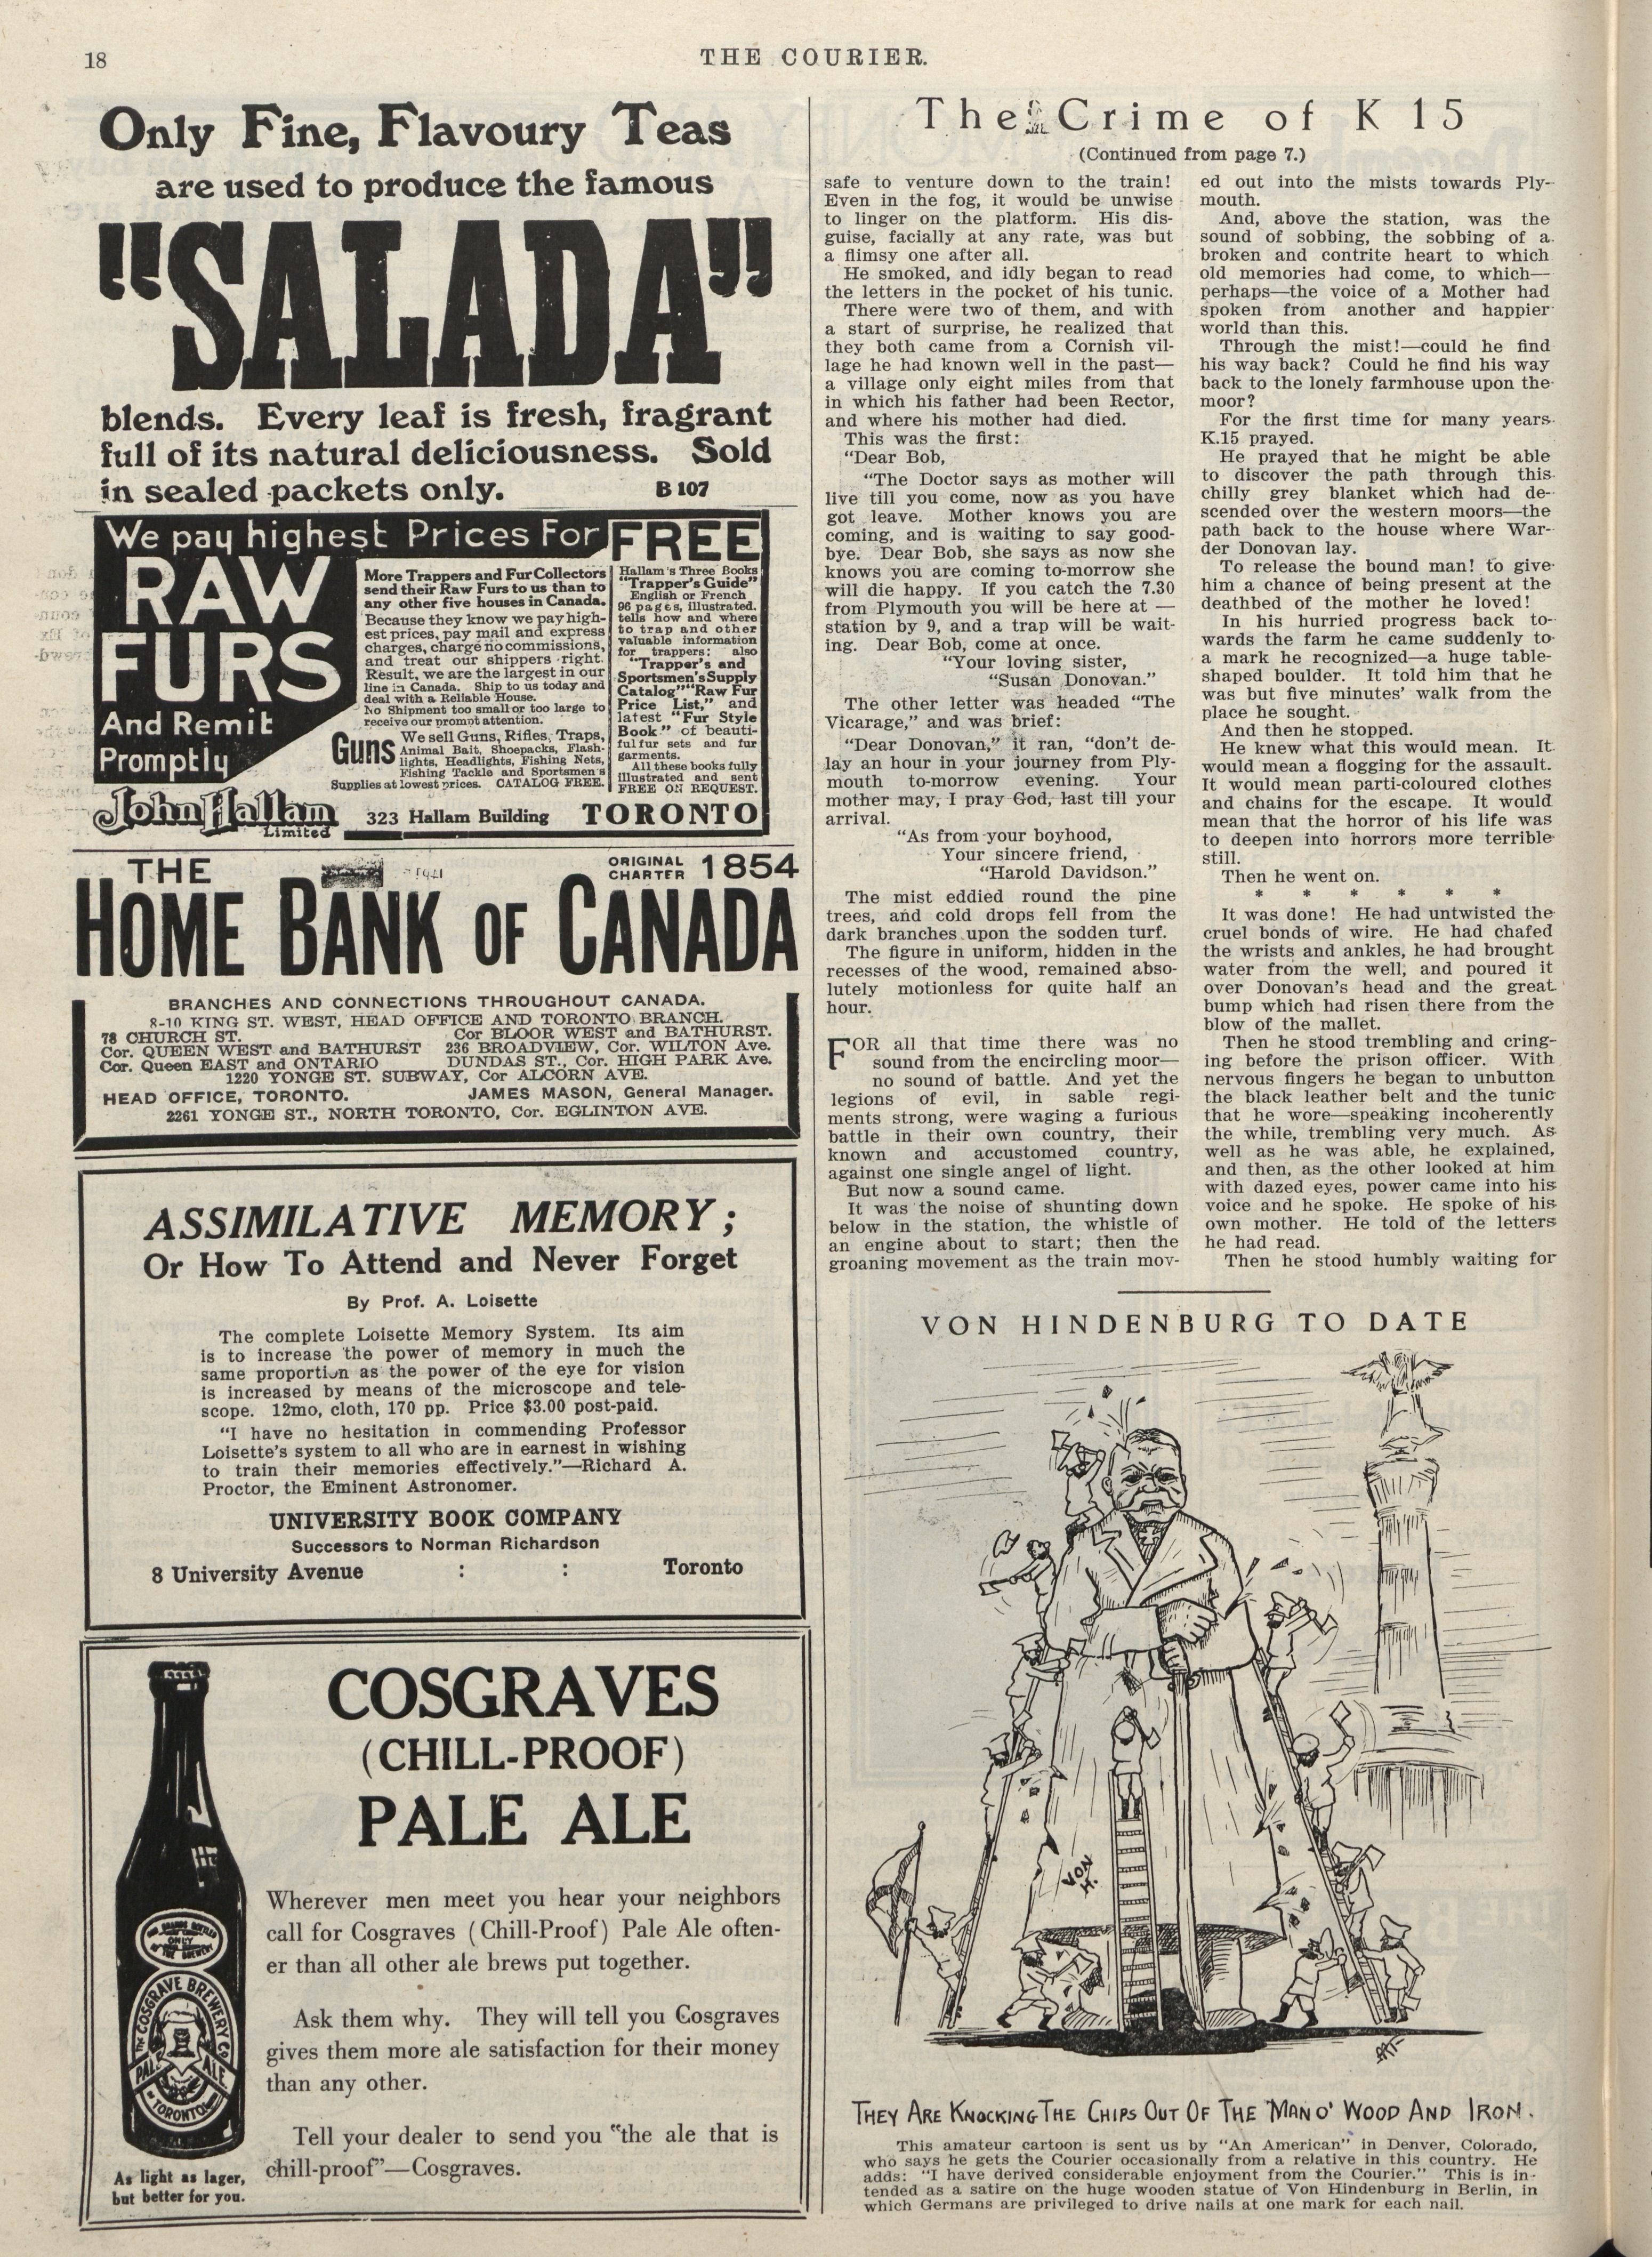 18
THE COURIER.
Only Fine, Flavoury Teas
are used to produce the famous
"SALADA"
blends. Every leaf is fresh, fragrant
full of its natural deliciousness. Sold
in sealed packets only. B 107
We pay highest Prices For
RAW
FURS
And Remit
Promptly
More Trappers and Fur Collectors
send their Raw Furs to us than to
any other five houses in Canada.
Because they know we pay high-
est prices, pay mail and express
charges, charge no commissions,
and treat our shippers right.
Result, we are the largest in our
line in Canada. Ship to us today and
deal with a Reliable House.
No Shipment too small or too large to
receive our prompt attention.
Guns
We sell Guns, Rifles, Traps,
Animal Bait, Shoepacks, Flash-
lights, Headlights, Fishing Nets,
Fishing Tackle and Sportsmen's
Supplies at lowest prices. CATALOG FREE.
FREE
Hallam's Three Books
"Trapper's Guide"
English or French
96 pages, illustrated.
tells how and where
to trap and other
valuable information
for trappers; also
"Trapper's and
Sportsmen's Supply
Catalog" "Raw Fur
Price List," and
latest "Fur Style
Book" of beauti-
ful fur sets and fur
garments.
All these books fully
illustrated and sent
FREE ON REQUEST.
John Hallam
Limited
323 Hallam Building TORONTO
THE
ORIGINAL
CHARTER 1854
HOME BANK OF CANADA
BRANCHES AND CONNECTIONS THROUGHOUT CANADA.
8-10 KING ST. WEST, HEAD OFFICE AND TORONTO BRANCH.
78 CHURCH ST. Cor BLOOR WEST and BATHURST.
Cor. QUEEN WEST and BATHURST 236 BROADVIEW, Cor. WILTON Ave.
Cor. Queen EAST and ONTARIO DUNDAS ST., Cor. HIGH PARK Ave.
1220 YONGE ST. SUBWAY, Cor ALCORN AVE.
HEAD OFFICE, TORONTO. JAMES MASON, General Manager.
2261 YONGE ST., NORTH TORONTO, Cor. EGLINTON AVE.
ASSIMILATIVE MEMORY;
Or How To Attend and Never Forget
By Prof. A. Loisette
The complete Loisette Memory System. Its aim
is to increase the power of memory in much the
same proportion as the power of the eye for vision
is increased by means of the microscope and tele-
scope. 12mo, cloth, 170 pp. Price $3.00 post-paid.
"I have no hesitation in commending Professor
Loisette's system to all who are in earnest in wishing
to train their memories effectively."—Richard A.
Proctor, the Eminent Astronomer.
UNIVERSITY BOOK COMPANY
Successors to Norman Richardson
8 University Avenue : : Toronto
COSGRAVES
(CHILL-PROOF)
PALE ALE
Wherever men meet you hear your neighbors
call for Cosgraves (Chill-Proof) Pale Ale often-
er than all other ale brews put together.
Ask them why. They will tell you Cosgraves
gives them more ale satisfaction for their money
than any other.
Tell your dealer to send you "the ale that is
chill-proof"—Cosgraves.
THE COSGRAVE BREWERY CO.
PALE ALE
TORONTO
As light as lager,
but better for you.
The Crime of K 15
(Continued from page 7.)
safe to venture down to the train!
Even in the fog, it would be unwise
to linger on the platform. His dis-
guise, facially at any rate, was but
a flimsy one after all.
He smoked, and idly began to read
the letters in the pocket of his tunic.
There were two of them, and with
a start of surprise, he realized that
they both came from a Cornish vil-
lage he had known well in the past—
a village only eight miles from that
in which his father had been Rector,
and where his mother had died.
This was the first:
"Dear Bob,
"The Doctor says as mother will
live till you come, now as you have
got leave. Mother knows you are
coming, and is waiting to say good-
bye. Dear Bob, she says as now she
knows you are coming to-morrow she
will die happy. If you catch the 7.30
from Plymouth you will be here at —
station by 9, and a trap will be wait-
ing. Dear Bob, come at once.
"Your loving sister,
"Susan Donovan."
The other letter was headed "The
Vicarage," and was brief:
"Dear Donovan," it ran, "don't de-
lay an hour in your journey from Ply-
mouth to-morrow evening. Your
mother may, I pray God, last till your
arrival.
"As from your boyhood,
Your sincere friend,
"Harold Davidson."
The mist eddied round the pine
trees, and cold drops fell from the
dark branches upon the sodden turf.
The figure in uniform, hidden in the
recesses of the wood, remained abso-
lutely motionless for quite half an
hour.
FOR all that time there was no
sound from the encircling moor—
no sound of battle. And yet the
legions of evil, in sable regi-
ments strong, were waging a furious
battle in their own country, their
known and accustomed country,
against one single angel of light.
But now a sound came.
It was the noise of shunting down
below in the station, the whistle of
an engine about to start; then the
groaning movement as the train mov-
ed out into the mists towards Ply-
mouth.
And, above the station, was the
sound of sobbing, the sobbing of a
broken and contrite heart to which
old memories had come, to which—
perhaps—the voice of a Mother had
spoken from another and happier
world than this.
Through the mist!—could he find
his way back? Could he find his way
back to the lonely farmhouse upon the
moor?
For the first time for many years
K.15 prayed.
He prayed that he might be able
to discover the path through this
chilly grey blanket which had de-
scended over the western moors—the
path back to the house where War-
der Donovan lay.
To release the bound man! to give
him a chance of being present at the
deathbed of the mother he loved!
In his hurried progress back to-
wards the farm he came suddenly to
a mark he recognized—a huge table-
shaped boulder. It told him that he
was but five minutes' walk from the
place he sought.
And then he stopped.
He knew what this would mean. It
would mean a flogging for the assault.
It would mean parti-coloured clothes
and chains for the escape. It would
mean that the horror of his life was
to deepen into horrors more terrible
still.
Then he went on.
* * * * * *
It was done! He had untwisted the
cruel bonds of wire. He had chafed
the wrists and ankles, he had brought
water from the well, and poured it
over Donovan's head and the great
bump which had risen there from the
blow of the mallet.
Then he stood trembling and cring-
ing before the prison officer. With
nervous fingers he began to unbutton
the black leather belt and the tunic
that he wore—speaking incoherently
the while, trembling very much. As
well as he was able, he explained,
and then, as the other looked at him
with dazed eyes, power came into his
voice and he spoke. He spoke of his
own mother. He told of the letters
he had read.
Then he stood humbly waiting for
VON HINDENBURG TO DATE
VON
H.
THEY ARE KNOCKING THE CHIPS OUT OF THE 'MAN O' WOOD AND IRON.
This amateur cartoon is sent us by "An American" in Denver, Colorado,
who says he gets the Courier occasionally from a relative in this country. He
adds: "I have derived considerable enjoyment from the Courier." This is in-
tended as a satire on the huge wooden statue of Von Hindenburg in Berlin, in
which Germans are privileged to drive nails at one mark for each nail.